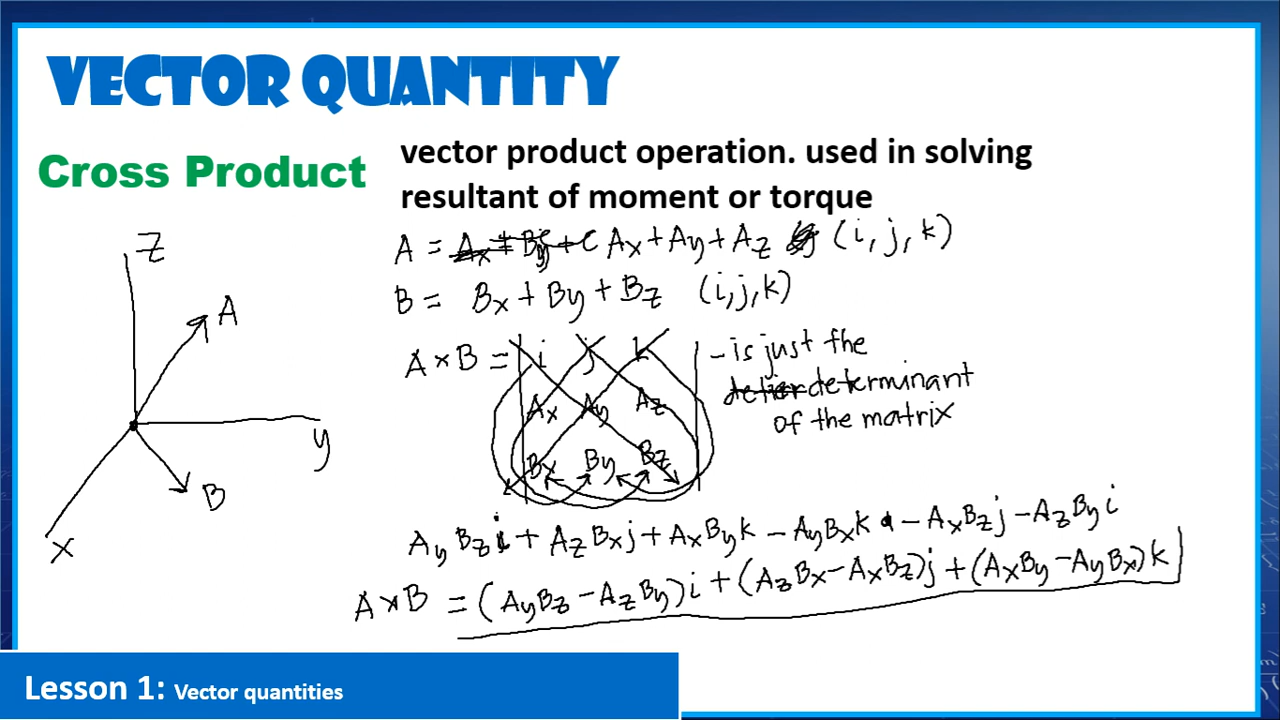 VECTOR QUANTITY
Cross Product
vector product operation. used in solving
resultant of moment or torque
Z
A
y
B
x
A = Ax + By + C Ax + Ay + Az (i, j, k)
B = Bx + By + Bz (i, j, k)
A × B = i j k - is just the
Ax Ay Az determinant
of the matrix
Bx By Bz
AyBzi + AzBxj + AxByk - AyBxk - AxBzj - AzByi
A × B = (AyBz - AzBy)i + (AzBx - AxBz)j + (AxBy - AyBx)k
Lesson 1: Vector quantities